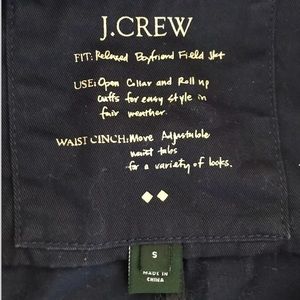 J.CREW
FIT: Relaxed Boyfriend Field Jkt
USE: Open Collar and Roll up
cuffs for easy style in
fair weather.
WAIST CINCH: Move Adjustable
waist tabs
for a variety of looks.
S
MADE IN
CHINA